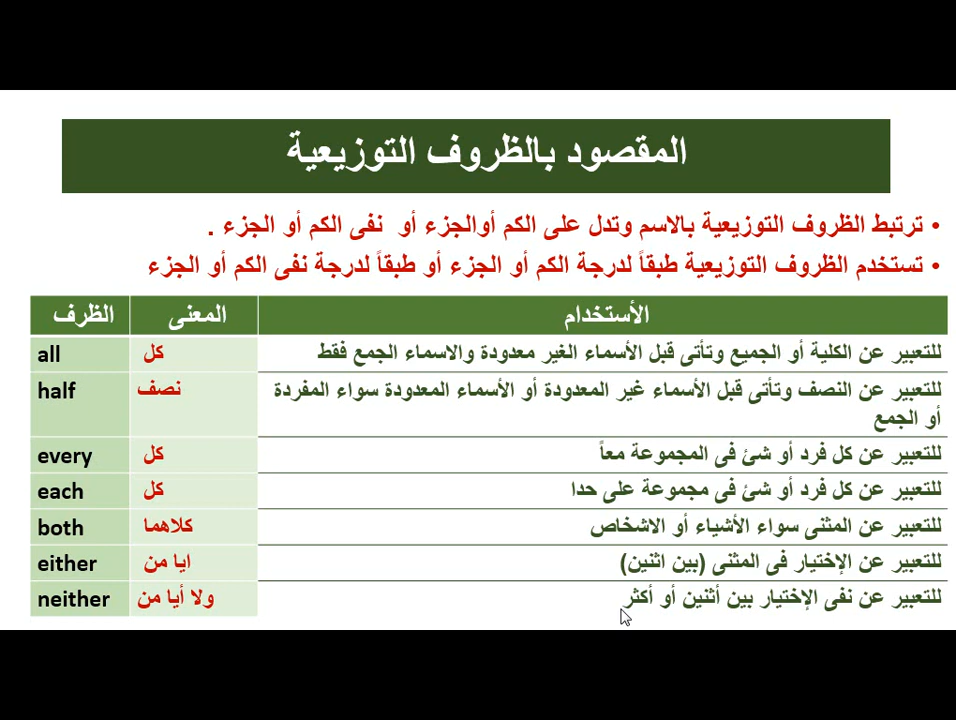 المقصود بالظروف التوزيعية
• ترتبط الظروف التوزيعية بالاسم وتدل على الكم أوالجزء أو نفى الكم أو الجزء .
• تستخدم الظروف التوزيعية طبقاً لدرجة الكم أو الجزء أو طبقاً لدرجة نفى الكم أو الجزء
الظرف المعنى الأستخدام
all كل للتعبير عن الكلية أو الجميع وتأتى قبل الأسماء الغير معدودة والاسماء الجمع فقط
half نصف للتعبير عن النصف وتأتى قبل الأسماء غير المعدودة أو الأسماء المعدودة سواء المفردة
أو الجمع
every كل للتعبير عن كل فرد أو شئ فى المجموعة معاً
each كل للتعبير عن كل فرد أو شئ فى مجموعة على حدا
both كلاهما للتعبير عن المثنى سواء الأشياء أو الاشخاص
either ايا من للتعبير عن الإختيار فى المثنى (بين اثنين)
neither ولا أيا من للتعبير عن نفى الإختيار بين أثنين أو أكثر